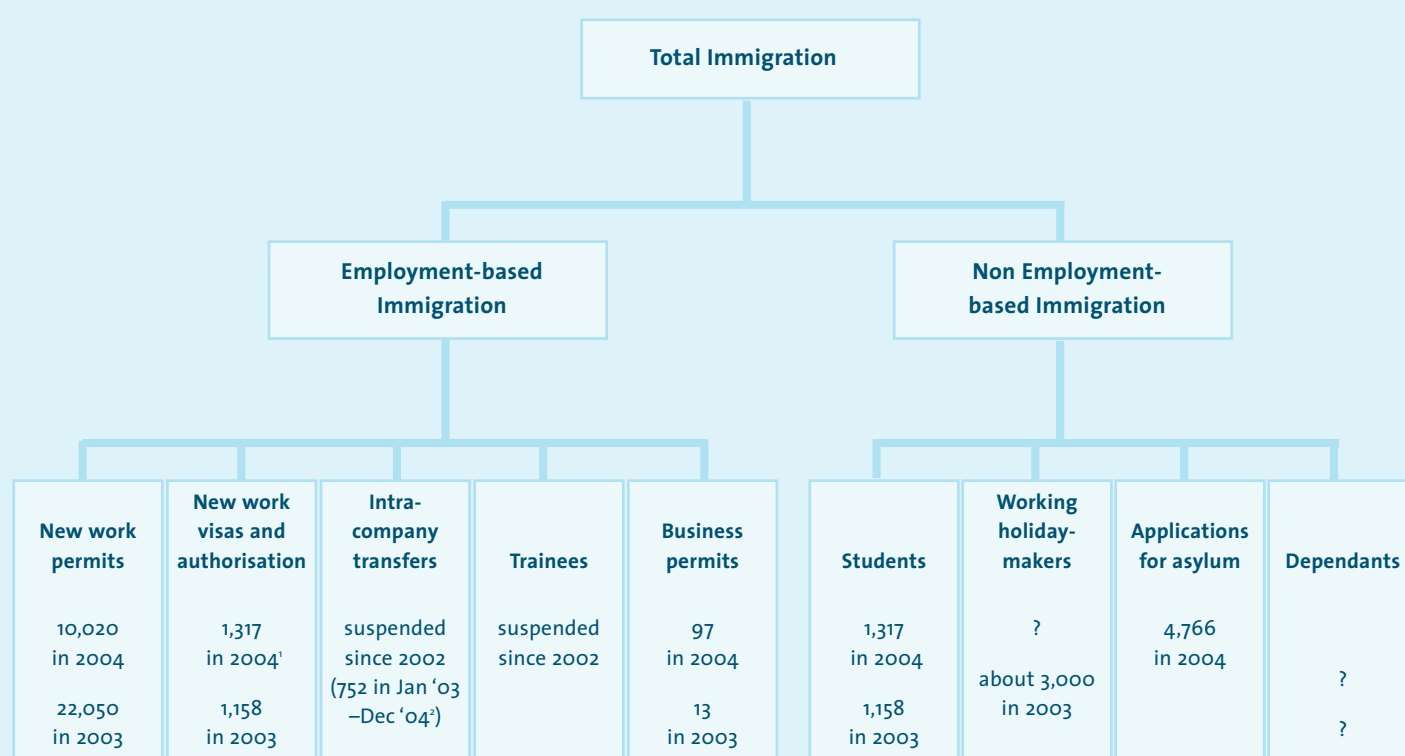 Total Immigration
Employment-based
Immigration
Non Employment-
based Immigration
New work
permits
10,020
in 2004
22,050
in 2003
New work
visas and
authorisation
1,317
in 2004¹
1,158
in 2003
Intra-
company
transfers
suspended
since 2002
(752 in Jan ‘03
–Dec ‘04²)
Trainees
suspended
since 2002
Business
permits
97
in 2004
13
in 2003
Students
1,317
in 2004
1,158
in 2003
Working
holiday-
makers
?
about 3,000
in 2003
Applications
for asylum
4,766
in 2004
Dependants
?
?